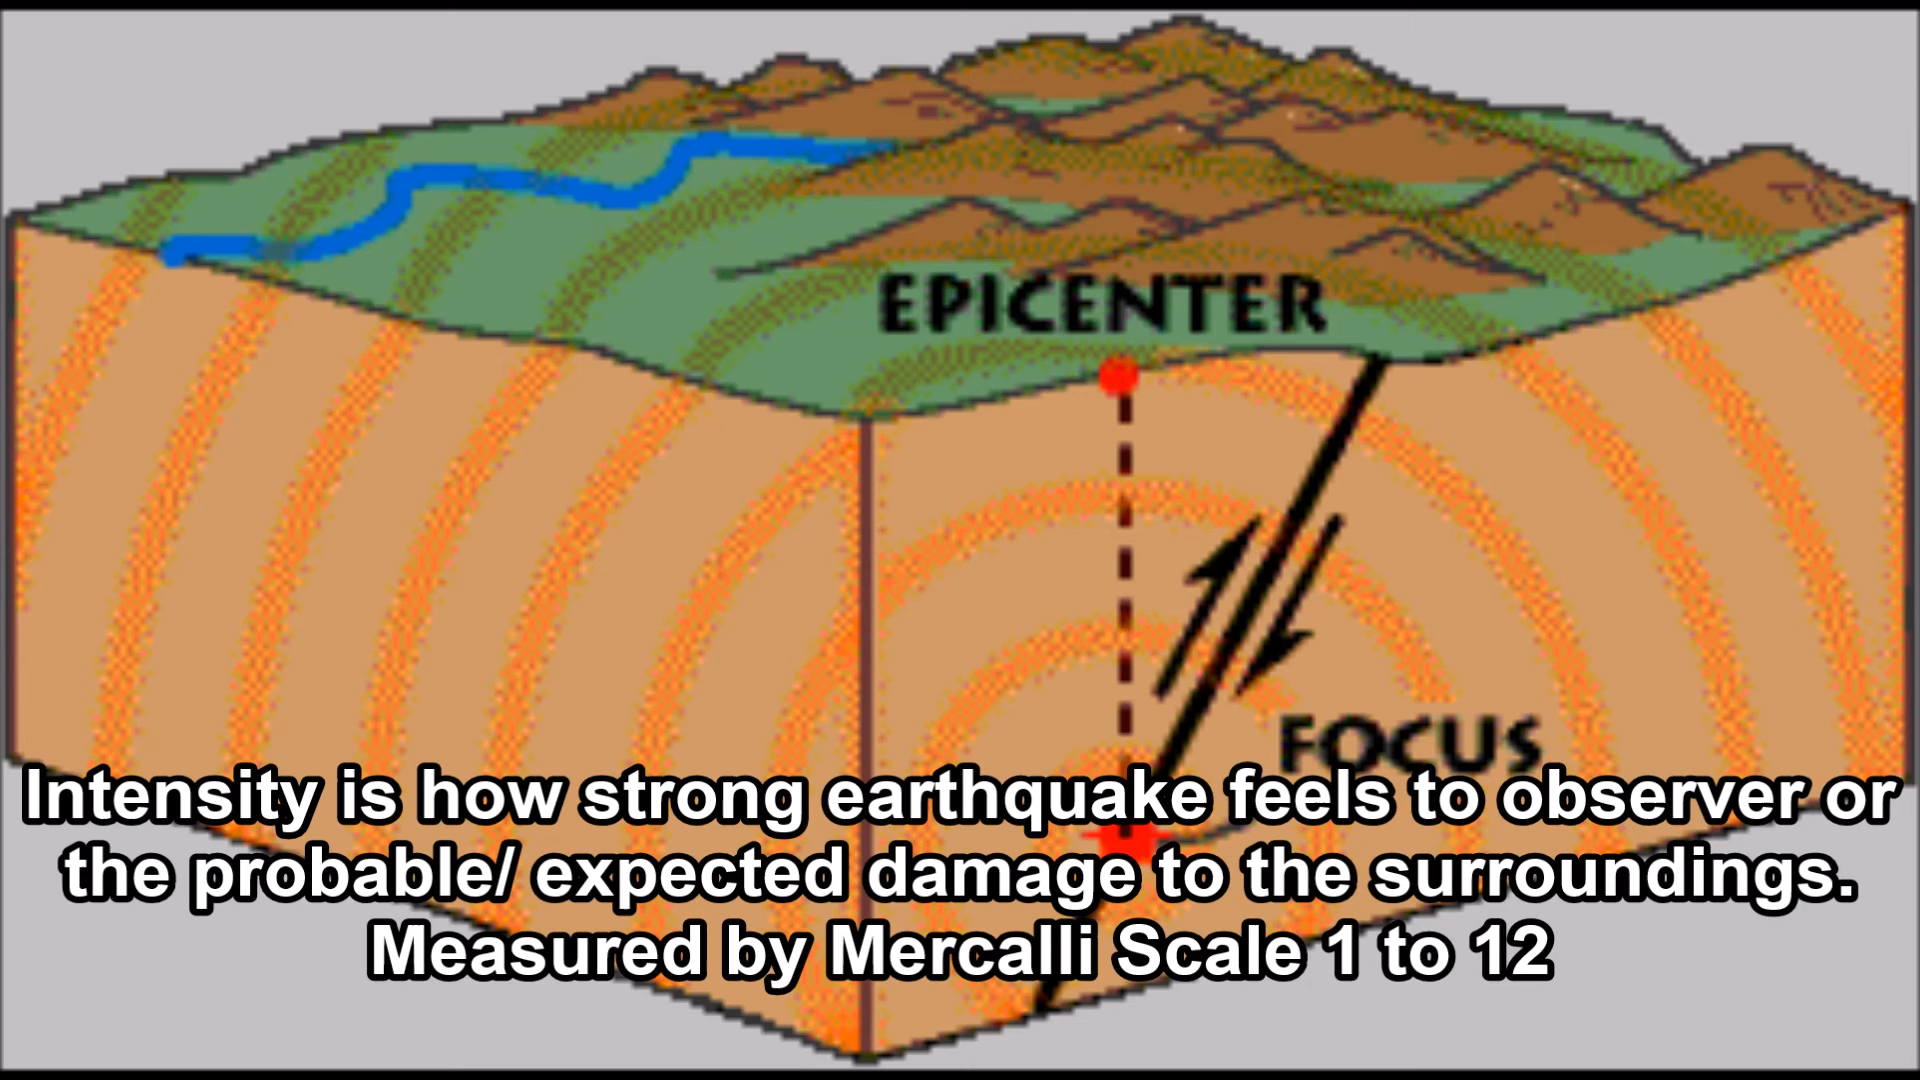 EPICENTER
FOCUS
Intensity is how strong earthquake feels to observer or
the probable/ expected damage to the surroundings.
Measured by Mercalli Scale 1 to 12